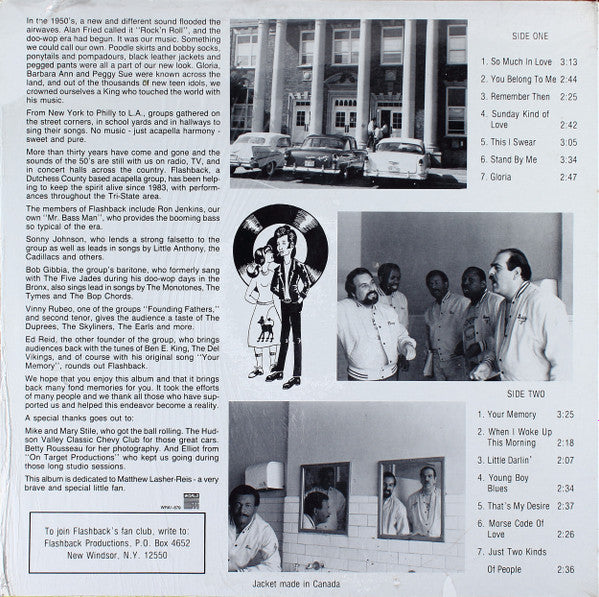 In the 1950's, a new and different sound flooded the
airwaves. Alan Fried called it "Rock'n Roll", and the
doo-wop era had begun. It was our music. Something
we could call our own. Poodle skirts and bobby socks,
ponytails and pompadours, black leather jackets and
pegged pants were all a part of our new look. Gloria,
Barbara Ann and Peggy Sue were known across the
land, and out of the thousands of new teen idols, we
crowned ourselves a King who touched the world with
his music.
From New York to Philly to L.A., groups gathered on
the street corners, in school yards and in hallways to
sing their songs. No music - just acapella harmony -
sweet and pure.
More than thirty years have come and gone and the
sounds of the 50's are still with us on radio, TV, and
in concert halls across the country. Flashback, a
Dutchess County based acapella group, has been help-
ing to keep the spirit alive since 1983, with perform-
ances throughout the Tri-State area.
The members of Flashback include Ron Jenkins, our
own "Mr. Bass Man", who provides the booming bass
so typical of the era.
Sonny Johnson, who lends a strong falsetto to the
group as well as leads in songs by Little Anthony, the
Cadillacs and others.
Bob Gibbia, the group's baritone, who formerly sang
with The Five Jades during his doo-wop days in the
Bronx, also sings lead in songs by The Monotones, The
Tymes and The Bop Chords.
Vinny Rubeo, one of the groups "Founding Fathers,"
and second tenor, gives the audience a taste of The
Duprees, The Skyliners, The Earls and more.
Ed Reid, the other founder of the group, who brings
audiences back with the tunes of Ben E. King, The Del
Vikings, and of course with his original song "Your
Memory", rounds out Flashback.
We hope that you enjoy this album and that it brings
back many fond memories for you. It took the efforts
of many people and we thank all those who have sup-
ported us and helped this endeavor become a reality.
A special thanks goes out to:
Mike and Mary Stile, who got the ball rolling. The Hud-
son Valley Classic Chevy Club for those great cars.
Betty Rousseau for her photography. And Elliot from
"On Target Productions" who kept us going during
those long studio sessions.
This album is dedicated to Matthew Lasher-Reis - a very
brave and special little fan.
To join Flashback's fan club, write to:
Flashback Productions, P.O. Box 4652
New Windsor, N.Y. 12550
SIDE ONE
1. So Much In Love 3:13
2. You Belong To Me 2:44
3. Remember Then 2:25
4. Sunday Kind of
Love 2:42
5. This I Swear 3:05
6. Stand By Me 3:34
7. Gloria 2:47
SIDE TWO
1. Your Memory 3:25
2. When I Woke Up
This Morning 2:18
3. Little Darlin' 2:07
4. Young Boy
Blues 2:34
5. That's My Desire 2:37
6. Morse Code Of
Love 2:26
7. Just Two Kinds
Of People 2:36
Jacket made in Canada